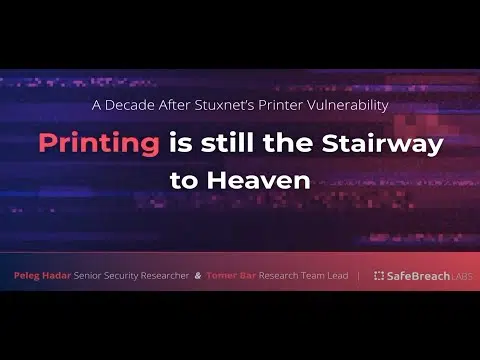 A Decade After Stuxnet's Printer Vulnerability
Printing is still the Stairway
to Heaven
Peleg Hadar Senior Security Researcher & Tomer Bar Research Team Lead |
SafeBreach LABS